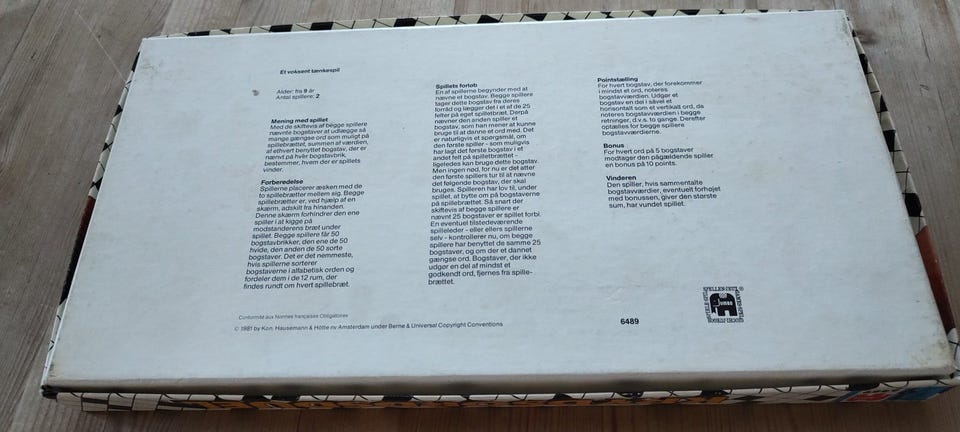 Et voksent tænkespil
Alder: fra 9 år
Antal spillere: 2
Mening med spillet
Med de skiftevis af begge spillere
nævnte bogstaver at udlægge så
mange gængse ord som muligt på
spillebrættet, summen af værdien,
af ethvert benyttet bogstav, der er
nævnt på hver bogstavbrik,
bestemmer, hvem der er spillets
vinder.
Forberedelse
Spillerne placerer æsken med de
to spillebrætter mellem sig. Begge
spillebrætter er, ved hjælp af en
skærm, adskilt fra hinanden.
Denne skærm forhindrer den ene
spiller i at kigge på
modstanderens bræt under
spillet. Begge spillere får 50
bogstavbrikker, den ene de 50
hvide, den anden de 50 sorte
bogstaver. Det er det nemmeste,
hvis spillerne sorterer
bogstaverne i alfabetisk orden og
fordeler dem i de 12 rum, der
findes rundt om hvert spillebræt.
Spillets forløb
En af spillerne begynder med at
nævne et bogstav. Begge spillere
tager dette bogstav fra deres
forråd og lægger det i et af de 25
felter på eget spillebræt. Derpå
nævner den anden spiller et
bogstav, som han mener at kunne
bruge til at danne et ord med. Det
er naturligvis et spørgsmål, om
den første spiller - som muligvis
har lagt det første bogstav i et
andet felt på spillebrættet -
ligeledes kan bruge dette bogstav.
Men ingen nød, for nu er det atter
den første spillers tur til at nævne
det følgende bogstav, der skal
bruges. Spilleren har lov til, under
spillet, at bytte om på bogstaverne
på spillebrættet. Så snart der
skiftevis af begge spillere er
nævnt 25 bogstaver er spillet forbi.
En eventuel tilstedeværende
spilleleder - eller ellers spillerne
selv - kontrollerer nu, om begge
spillere har benyttet de samme 25
bogstaver, og om der et dannet
gængse ord. Bogstaver, der ikke
udgør en del af mindst et
godkendt ord, fjernes fra spille-
brættet.
Pointstælling
For hvert bogstav, der forekommer
i mindst et ord, noteres
bogstavværdien. Udgør et
bogstav en del i såvel et
horisontalt som et vertikalt ord, da
noteres bogstavværdien i begge
retninger, d.v.s. to gange. Derefter
optælles for begge spillere
bogstavværdierne.
Bonus
For hvert ord på 5 bogstaver
modtager den pågældende spiller
en bonus på 10 points.
Vinderen
Den spiller, hvis sammentalte
bogstavværdier, eventuelt forhøjet
med bonussen, giver den største
sum, har vundet spillet.
Conformité aux Normes françaises Obligatoires
© 1981 by Kon. Hausemann & Hötte nv Amsterdam under Berne & Universal Copyright Conventions
6489
Jumbo